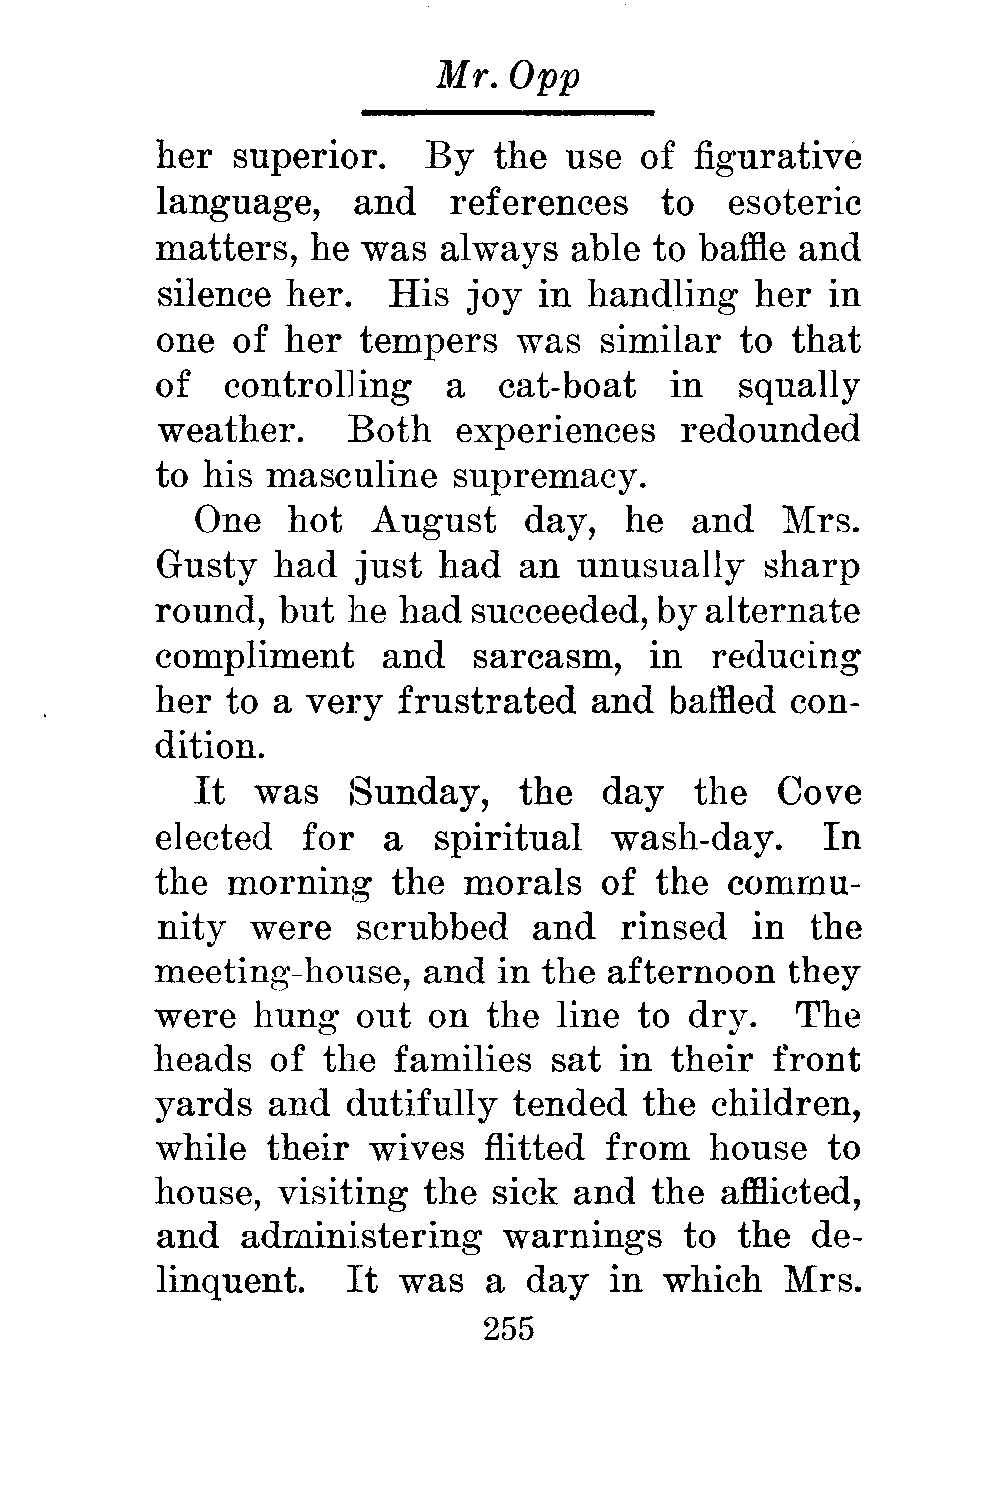 Mr. Opp
her superior. By the use of figurative
language, and references to esoteric
matters, he was always able to baffle and
silence her. His joy in handling her in
one of her tempers was similar to that
of controlling a cat-boat in squally
weather. Both experiences redounded
to his masculine supremacy.
One hot August day, he and Mrs.
Gusty had just had an unusually sharp
round, but he had succeeded, by alternate
compliment and sarcasm, in reducing
her to a very frustrated and baffled con-
dition.
It was Sunday, the day the Cove
elected for a spiritual wash-day. In
the morning the morals of the commu-
nity were scrubbed and rinsed in the
meeting-house, and in the afternoon they
were hung out on the line to dry. The
heads of the families sat in their front
yards and dutifully tended the children,
while their wives flitted from house to
house, visiting the sick and the afflicted,
and administering warnings to the de-
linquent. It was a day in which Mrs.
255